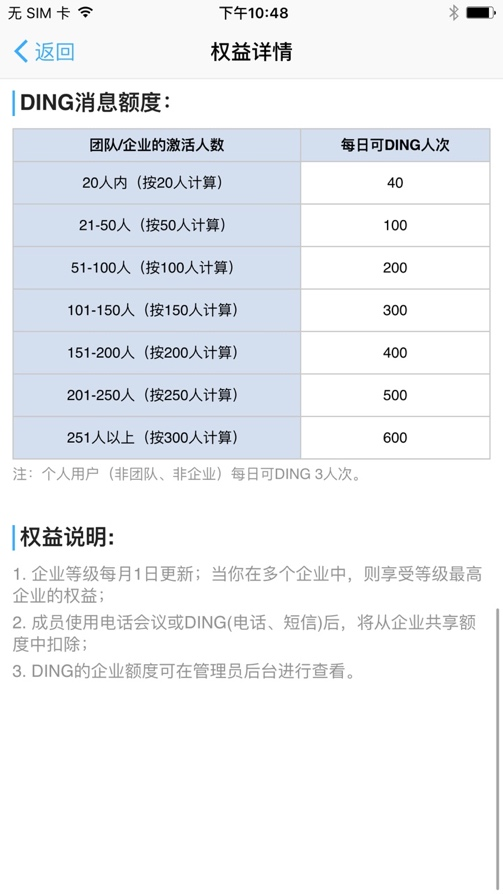 无 SIM 卡
下午10:48
返回
权益详情
DING消息额度：
团队/企业的激活人数 每日可DING人次
20人内（按20人计算） 40
21-50人（按50人计算） 100
51-100人（按100人计算） 200
101-150人（按150人计算） 300
151-200人（按200人计算） 400
201-250人（按250人计算） 500
251人以上（按300人计算） 600
注：个人用户（非团队、非企业）每日可DING 3人次。
权益说明:
1. 企业等级每月1日更新；当你在多个企业中，则享受等级最高
企业的权益；
2. 成员使用电话会议或DING(电话、短信)后，将从企业共享额
度中扣除；
3. DING的企业额度可在管理员后台进行查看。